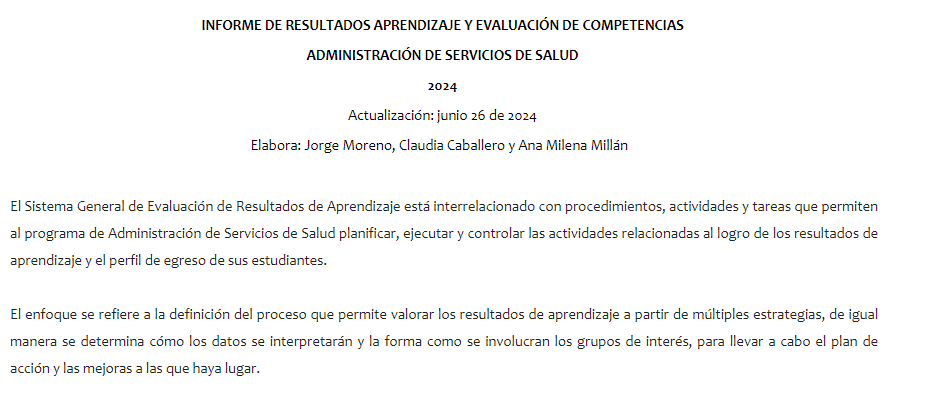 INFORME DE RESULTADOS APRENDIZAJE Y EVALUACIÓN DE COMPETENCIAS
ADMINISTRACIÓN DE SERVICIOS DE SALUD
2024
Actualización: junio 26 de 2024
Elabora: Jorge Moreno, Claudia Caballero y Ana Milena Millán
El Sistema General de Evaluación de Resultados de Aprendizaje está interrelacionado con procedimientos, actividades y tareas que permiten
al programa de Administración de Servicios de Salud planificar, ejecutar y controlar las actividades relacionadas al logro de los resultados de
aprendizaje y el perfil de egreso de sus estudiantes.
El enfoque se refiere a la definición del proceso que permite valorar los resultados de aprendizaje a partir de múltiples estrategias, de igual
manera se determina cómo los datos se interpretarán y la forma como se involucran los grupos de interés, para llevar a cabo el plan de
acción y las mejoras a las que haya lugar.